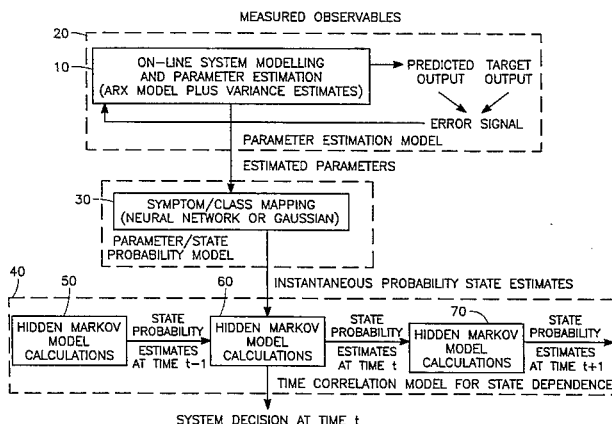 MEASURED OBSERVABLES
20
10
ON-LINE SYSTEM MODELLING
AND PARAMETER ESTIMATION
(ARX MODEL PLUS VARIANCE ESTIMATES)
PREDICTED TARGET
OUTPUT OUTPUT
ERROR SIGNAL
PARAMETER ESTIMATION MODEL
ESTIMATED PARAMETERS
30
SYMPTOM/CLASS MAPPING
(NEURAL NETWORK OR GAUSSIAN)
PARAMETER/STATE
PROBABILITY MODEL
INSTANTANEOUS PROBABILITY STATE ESTIMATES
40
50
60
70
HIDDEN MARKOV
MODEL
CALCULATIONS
STATE
PROBABILITY
ESTIMATES
AT TIME t-1
HIDDEN MARKOV
MODEL
CALCULATIONS
STATE
PROBABILITY
ESTIMATES
AT TIME t
HIDDEN MARKOV
MODEL
CALCULATIONS
STATE
PROBABILITY
ESTIMATES
AT TIME t+1
TIME CORRELATION MODEL FOR STATE DEPENDENCE
SYSTEM DECISION AT TIME t